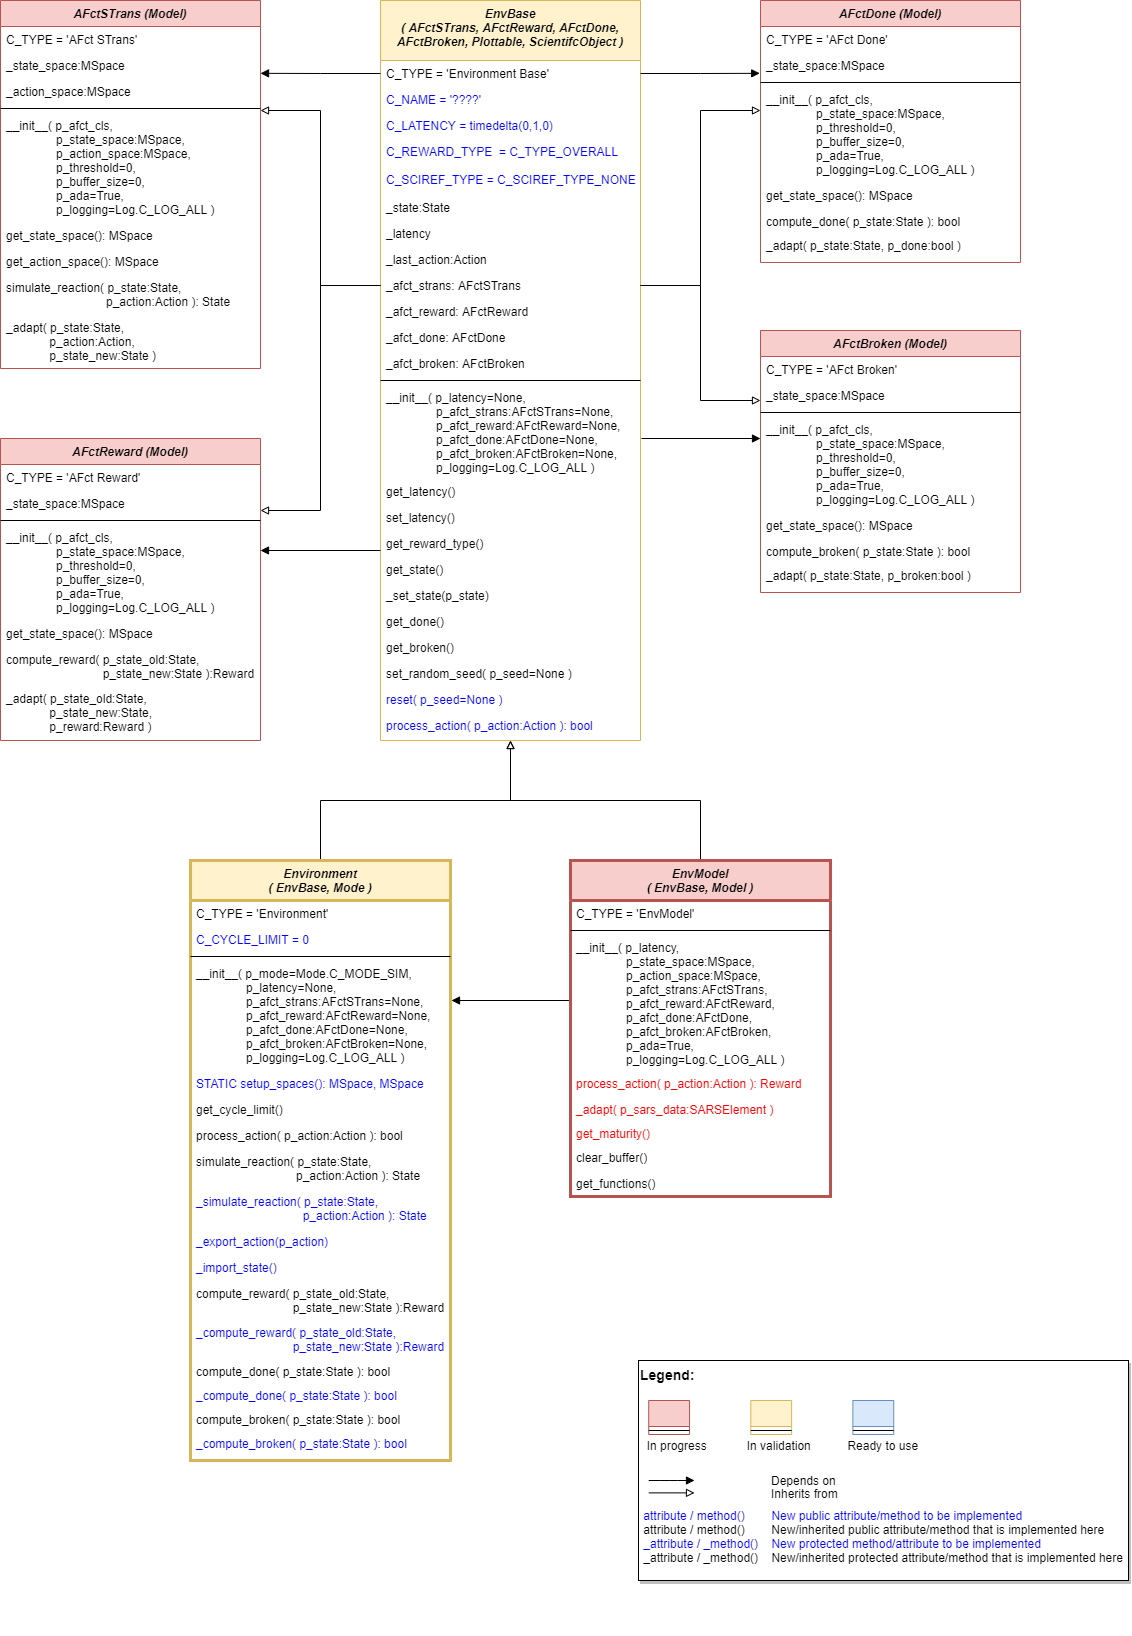 AFctSTrans (Model)
C_TYPE = 'AFct STrans'
_state_space:MSpace
_action_space:MSpace
__init__( p_afct_cls,
p_state_space:MSpace,
p_action_space:MSpace,
p_threshold=0,
p_buffer_size=0,
p_ada=True,
p_logging=Log.C_LOG_ALL )
get_state_space(): MSpace
get_action_space(): MSpace
simulate_reaction( p_state:State,
p_action:Action ): State
_adapt( p_state:State,
p_action:Action,
p_state_new:State )
AFctReward (Model)
C_TYPE = 'AFct Reward'
_state_space:MSpace
__init__( p_afct_cls,
p_state_space:MSpace,
p_threshold=0,
p_buffer_size=0,
p_ada=True,
p_logging=Log.C_LOG_ALL )
get_state_space(): MSpace
compute_reward( p_state_old:State,
p_state_new:State ):Reward
_adapt( p_state_old:State,
p_state_new:State,
p_reward:Reward )
EnvBase
( AFctSTrans, AFctReward, AFctDone,
AFctBroken, Plottable, ScientifcObject )
C_TYPE = 'Environment Base'
C_NAME = '????'
C_LATENCY = timedelta(0,1,0)
C_REWARD_TYPE  = C_TYPE_OVERALL
C_SCIREF_TYPE = C_SCIREF_TYPE_NONE
_state:State
_latency
_last_action:Action
_afct_strans: AFctSTrans
_afct_reward: AFctReward
_afct_done: AFctDone
_afct_broken: AFctBroken
__init__( p_latency=None,
p_afct_strans:AFctSTrans=None,
p_afct_reward:AFctReward=None,
p_afct_done:AFctDone=None,
p_afct_broken:AFctBroken=None,
p_logging=Log.C_LOG_ALL )
get_latency()
set_latency()
get_reward_type()
get_state()
_set_state(p_state)
get_done()
get_broken()
set_random_seed( p_seed=None )
reset( p_seed=None )
process_action( p_action:Action ): bool
AFctDone (Model)
C_TYPE = 'AFct Done'
_state_space:MSpace
__init__( p_afct_cls,
p_state_space:MSpace,
p_threshold=0,
p_buffer_size=0,
p_ada=True,
p_logging=Log.C_LOG_ALL )
get_state_space(): MSpace
compute_done( p_state:State ): bool
_adapt( p_state:State, p_done:bool )
AFctBroken (Model)
C_TYPE = 'AFct Broken'
_state_space:MSpace
__init__( p_afct_cls,
p_state_space:MSpace,
p_threshold=0,
p_buffer_size=0,
p_ada=True,
p_logging=Log.C_LOG_ALL )
get_state_space(): MSpace
compute_broken( p_state:State ): bool
_adapt( p_state:State, p_broken:bool )
Environment
( EnvBase, Mode )
C_TYPE = 'Environment'
C_CYCLE_LIMIT = 0
__init__( p_mode=Mode.C_MODE_SIM,
p_latency=None,
p_afct_strans:AFctSTrans=None,
p_afct_reward:AFctReward=None,
p_afct_done:AFctDone=None,
p_afct_broken:AFctBroken=None,
p_logging=Log.C_LOG_ALL )
STATIC setup_spaces(): MSpace, MSpace
get_cycle_limit()
process_action( p_action:Action ): bool
simulate_reaction( p_state:State,
p_action:Action ): State
_simulate_reaction( p_state:State,
p_action:Action ): State
_export_action(p_action)
_import_state()
compute_reward( p_state_old:State,
p_state_new:State ):Reward
_compute_reward( p_state_old:State,
p_state_new:State ):Reward
compute_done( p_state:State ): bool
_compute_done( p_state:State ): bool
compute_broken( p_state:State ): bool
_compute_broken( p_state:State ): bool
EnvModel
( EnvBase, Model )
C_TYPE = 'EnvModel'
__init__( p_latency,
p_state_space:MSpace,
p_action_space:MSpace,
p_afct_strans:AFctSTrans,
p_afct_reward:AFctReward,
p_afct_done:AFctDone,
p_afct_broken:AFctBroken,
p_ada=True,
p_logging=Log.C_LOG_ALL )
process_action( p_action:Action ): Reward
_adapt( p_sars_data:SARSElement )
get_maturity()
clear_buffer()
get_functions()
Legend:
In progress In validation Ready to use
Depends on
Inherits from
attribute / method() New public attribute/method to be implemented
attribute / method() New/inherited public attribute/method that is implemented here
_attribute / _method() New protected method/attribute to be implemented
_attribute / _method() New/inherited protected attribute/method that is implemented here